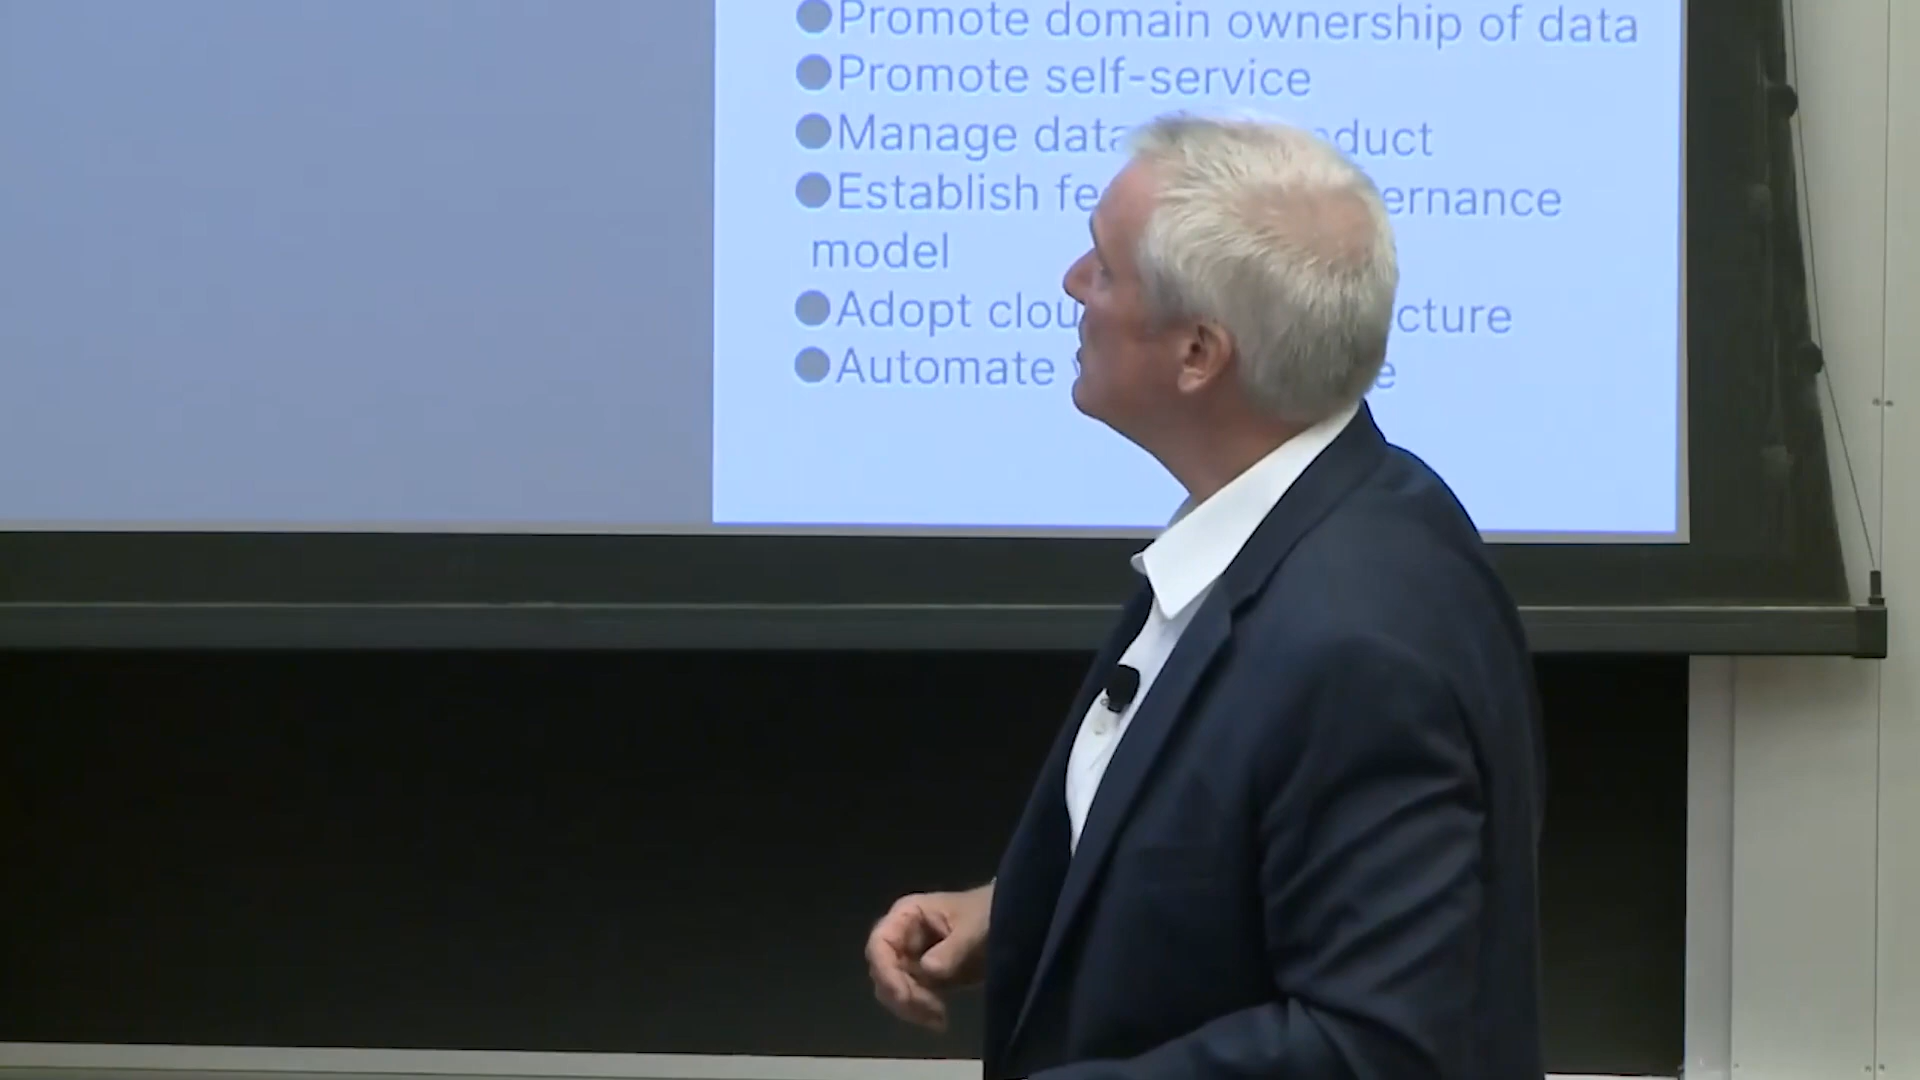 ●Promote domain ownership of data
●Promote self-service
●Manage data
●Establish
model
●Adopt
●Automate